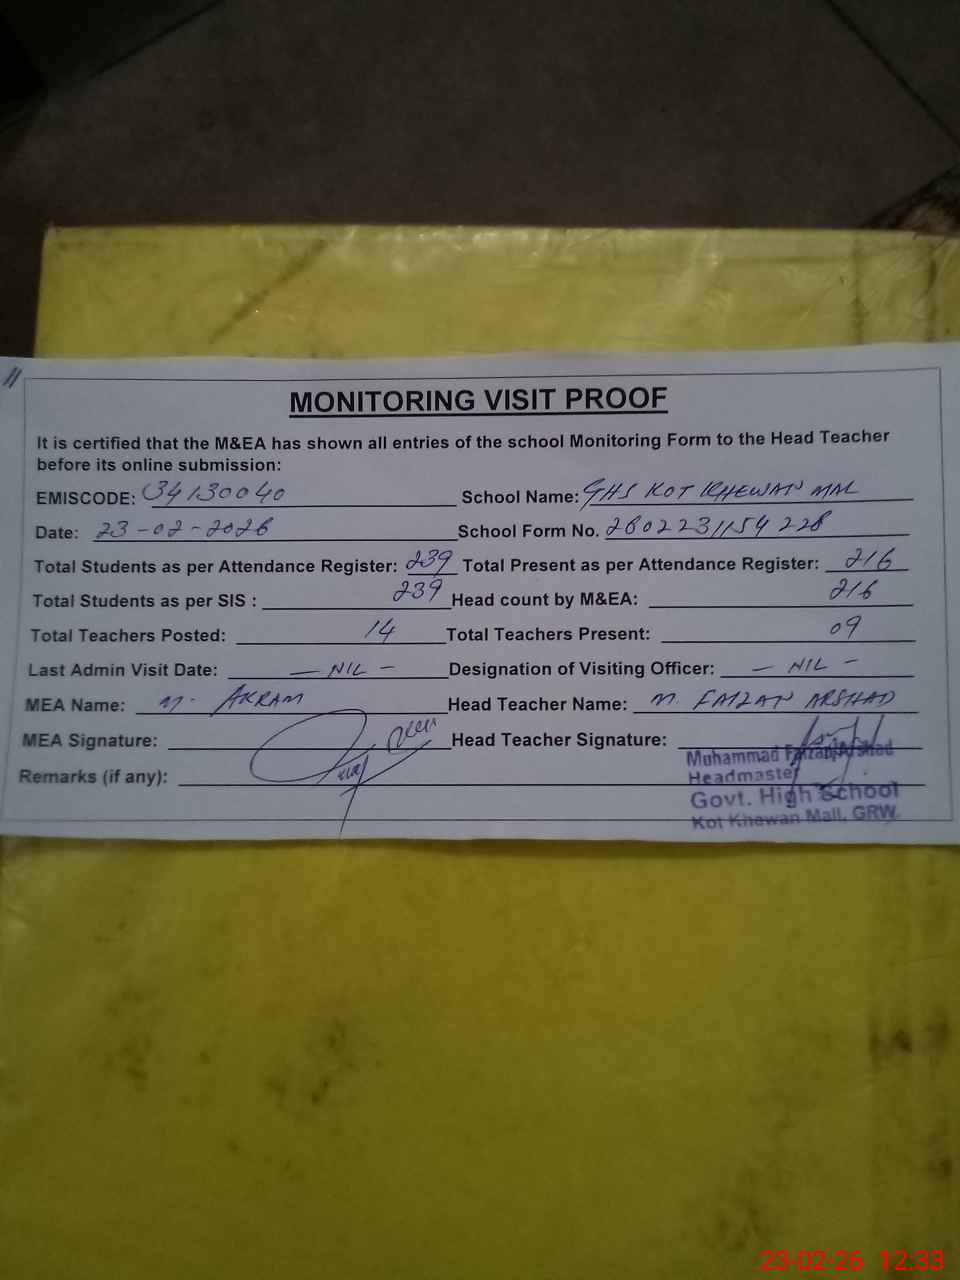 MONITORING VISIT PROOF
It is certified that the M&EA has shown all entries of the school Monitoring Form to the Head Teacher
before its online submission:
EMISCODE: 34130040 School Name: GHS KOT KHEWAN MAL
Date: 23-02-2026 School Form No. 2602231154228
Total Students as per Attendance Register: 239 Total Present as per Attendance Register: 216
Total Students as per SIS : 239 Head count by M&EA: 216
Total Teachers Posted: 14 Total Teachers Present: 09
Last Admin Visit Date: — NIL — Designation of Visiting Officer: — NIL —
MEA Name: M. AKRAM Head Teacher Name: M. FAIZAN ARSHAD
MEA Signature: Head Teacher Signature:
Remarks (if any):
Muhammad Faizan Arshad
Headmaster
Govt. High School
Kot Khewan Mall, GRW.
23-02-26 12:33